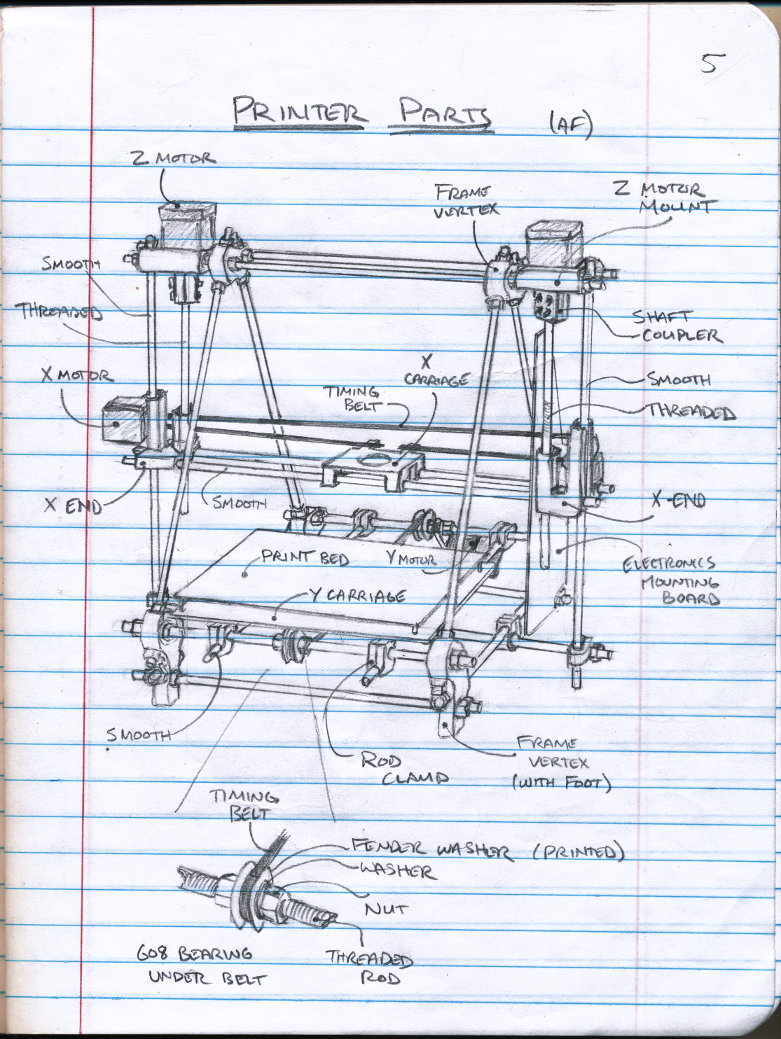 5
PRINTER PARTS (AF)
Z MOTOR
FRAME
VERTEX
Z MOTOR
MOUNT
SMOOTH
THREADED
SHAFT
COUPLER
X MOTOR
X
CARRIAGE
TIMING
BELT
SMOOTH
THREADED
X END
SMOOTH
X-END
PRINT BED
Y MOTOR
Y CARRIAGE
ELECTRONICS
MOUNTING
BOARD
SMOOTH
ROD
CLAMP
FRAME
VERTEX
(WITH FOOT)
TIMING
BELT
FENDER WASHER (PRINTED)
WASHER
NUT
608 BEARING
UNDER BELT
THREADED
ROD